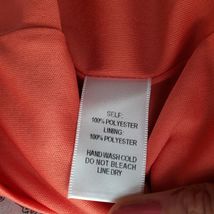 SELF:
100% POLYESTER
LINING:
100% POLYESTER
HAND WASH COLD
DO NOT BLEACH
LINE DRY